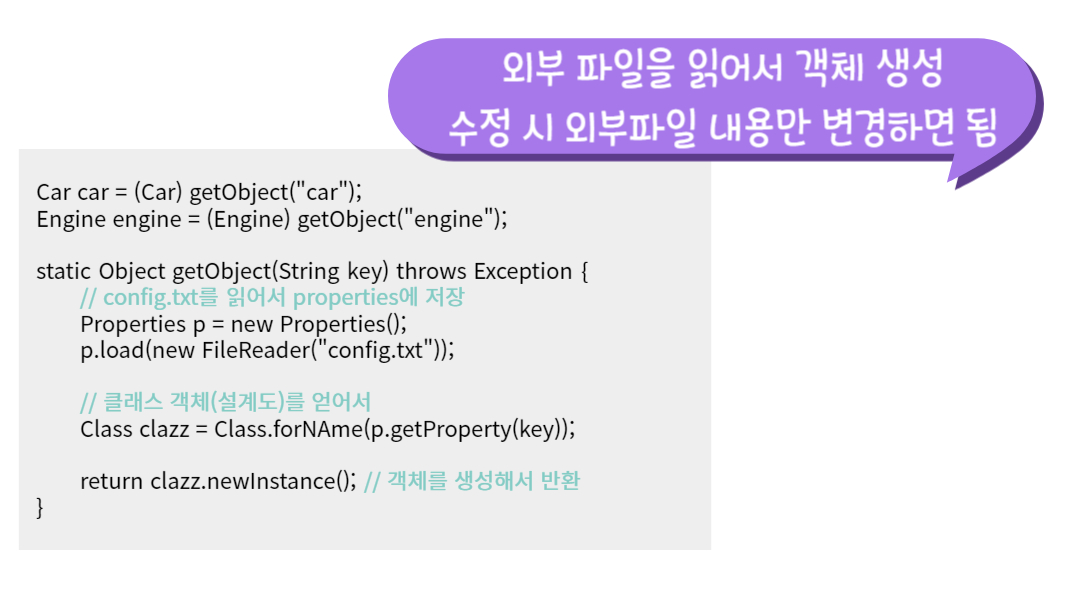 외부 파일을 읽어서 객체 생성
수정 시 외부파일 내용만 변경하면 됨
Car car = (Car) getObject("car");
Engine engine = (Engine) getObject("engine");
static Object getObject(String key) throws Exception {
// config.txt를 읽어서 properties에 저장
Properties p = new Properties();
p.load(new FileReader("config.txt"));
// 클래스 객체(설계도)를 얻어서
Class clazz = Class.forNAme(p.getProperty(key));
return clazz.newInstance(); // 객체를 생성해서 반환
}